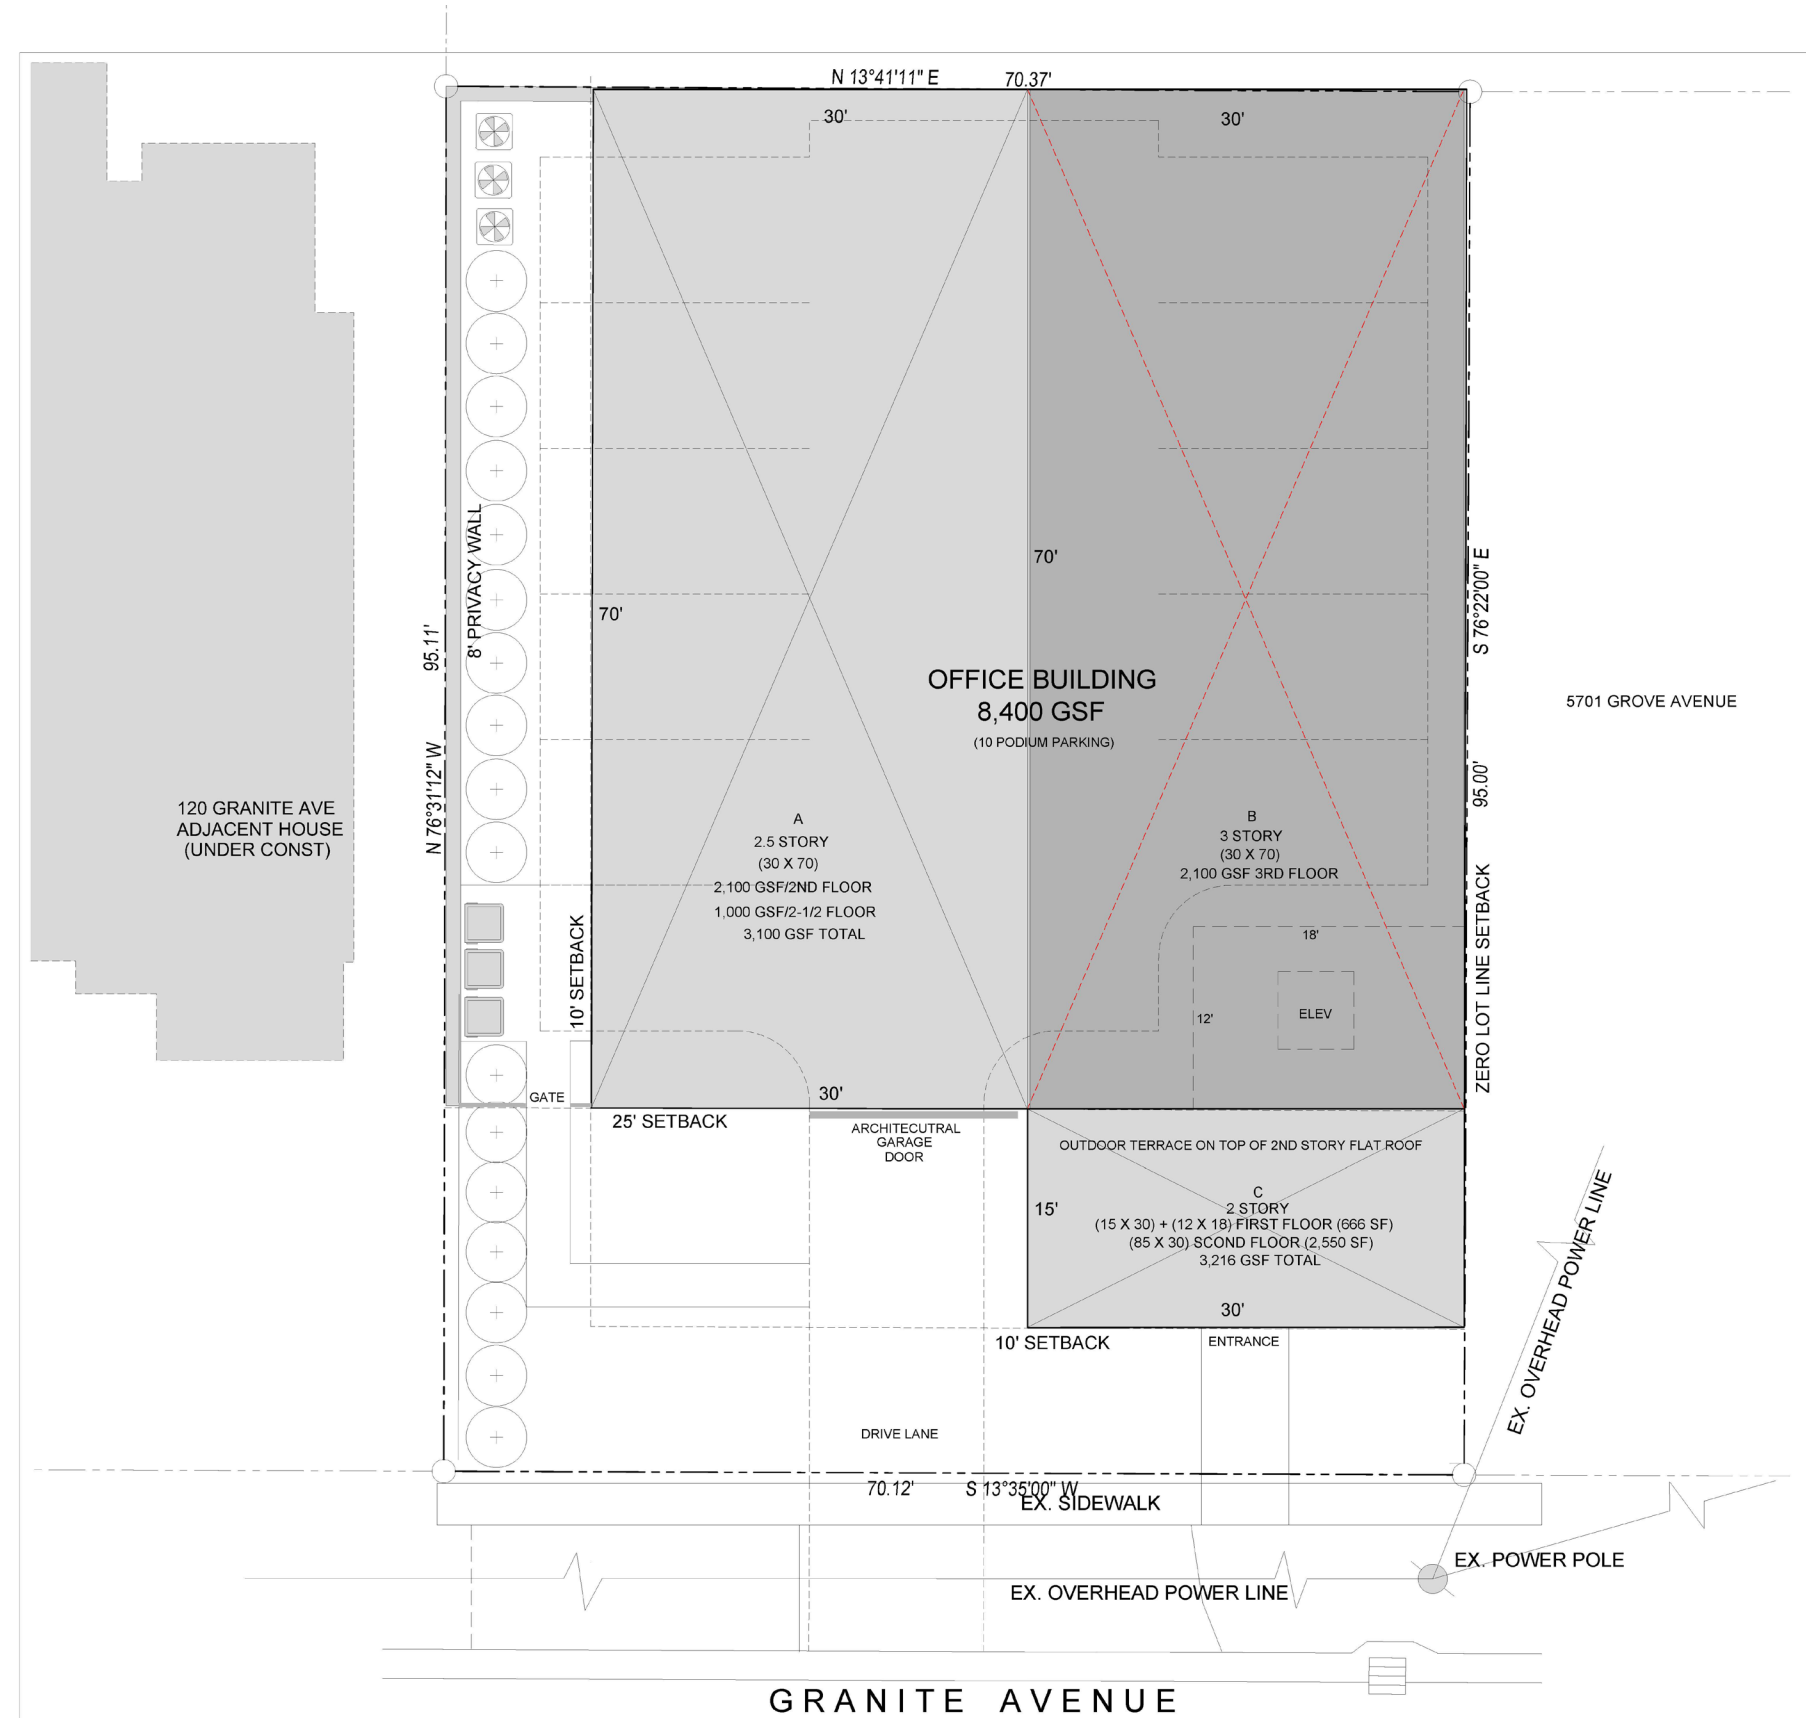 N 13°41'11" E 70.37'
30'
30'
8' PRIVACY WALL
95.11'
N 76°31'12" W
70'
70'
S 76°22'00" E
95.00'
5701 GROVE AVENUE
OFFICE BUILDING
8,400 GSF
(10 PODIUM PARKING)
120 GRANITE AVE
ADJACENT HOUSE
(UNDER CONST)
A
2.5 STORY
(30 X 70)
2,100 GSF/2ND FLOOR
1,000 GSF/2-1/2 FLOOR
3,100 GSF TOTAL
B
3 STORY
(30 X 70)
2,100 GSF 3RD FLOOR
10' SETBACK
ZERO LOT LINE SETBACK
18'
12'
ELEV
GATE
30'
25' SETBACK
ARCHITECUTRAL
GARAGE
DOOR
OUTDOOR TERRACE ON TOP OF 2ND STORY FLAT ROOF
C
2 STORY
(15 X 30) + (12 X 18) FIRST FLOOR (666 SF)
(85 X 30) SCOND FLOOR (2,550 SF)
3,216 GSF TOTAL
15'
30'
10' SETBACK
ENTRANCE
EX. OVERHEAD POWER LINE
DRIVE LANE
70.12' S 13°35'00" W
EX. SIDEWALK
EX. POWER POLE
EX. OVERHEAD POWER LINE
GRANITE AVENUE